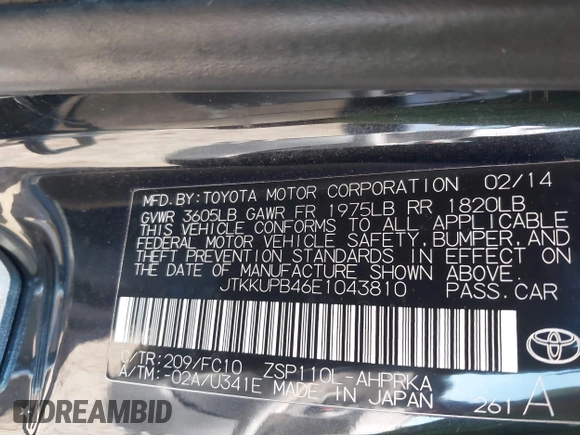 MFD.BY:TOYOTA MOTOR CORPORATION 02/14
GVWR 3605LB GAWR FR 1975LB RR 1820LB
THIS VEHICLE CONFORMS TO ALL APPLICABLE
FEDERAL MOTOR VEHICLE SAFETY, BUMPER, AND
THEFT PREVENTION STANDARDS IN EFFECT ON
THE DATE OF MANUFACTURE SHOWN ABOVE.
JTKKUPB46E1043810 PASS.CAR
C/TR:209/FC10 ZSP110L-AHPRKA
A/TM:-02A/U341E MADE IN JAPAN 261 A
DREAMBID